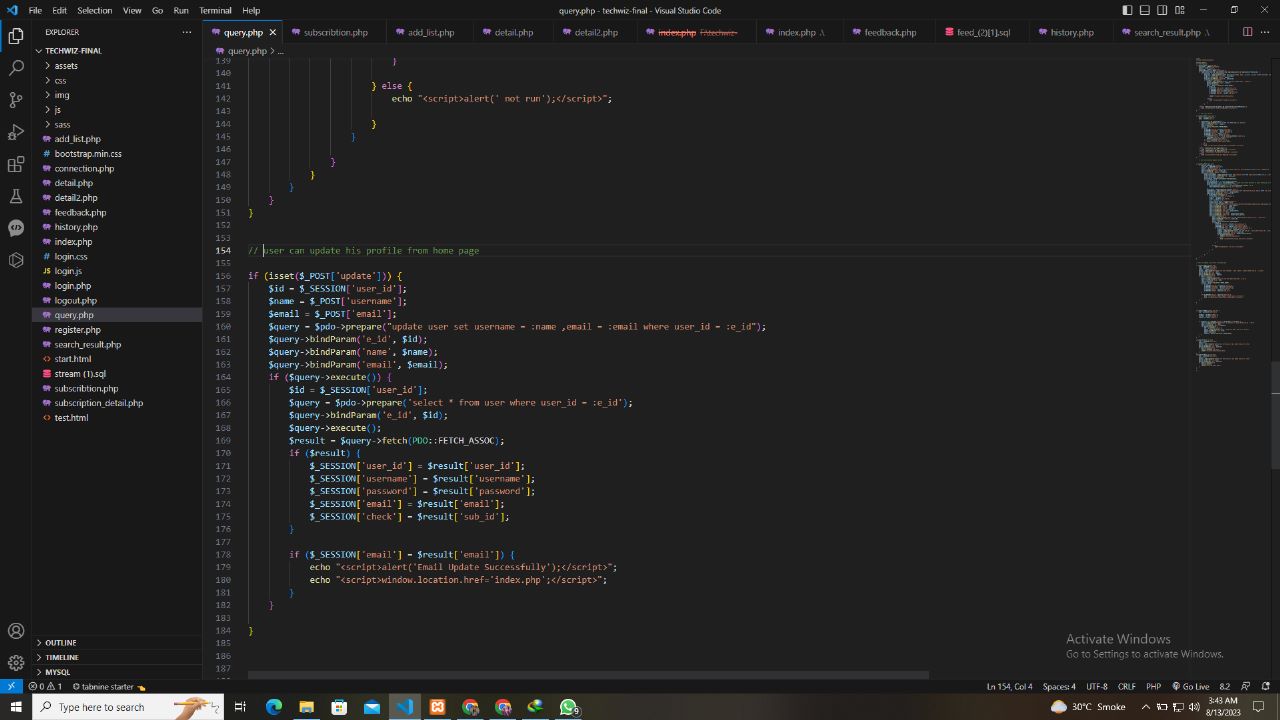 File Edit Selection View Go Run Terminal Help
query.php - techwiz-final - Visual Studio Code
EXPLORER
query.php
subscription.php
add_list.php
detail.php
detail2.php
index.php F:\techwiz-
index.php .\
feedback.php
feed_(2)[1].sql
history.php
search_result.php .\
TECHWIZ-FINAL
query.php > ...
assets
css
img
js
sass
add_list.php
bootstrap.min.css
connection.php
detail.php
detail2.php
feedback.php
history.php
index.php
login.css
login.js
login.php
logout.php
query.php
register.php
search_result.php
start.html
stream (1).sql
subscribtion.php
subscription_detail.php
test.html
OUTLINE
TIMELINE
MYSQL
139 }
140
141 } else {
142 echo "<script>alert(' not run');</script>";
143
144 }
145 }
146
147 }
148 }
149 }
150 }
151 }
152
153
154 // user can update his profile from home page
155
156 if (isset($_POST['update'])) {
157 $id = $_SESSION['user_id'];
158 $name = $_POST['username'];
159 $email = $_POST['email'];
160 $query = $pdo->prepare("update user set username = :name ,email = :email where user_id = :e_id");
161 $query->bindParam('e_id', $id);
162 $query->bindParam('name', $name);
163 $query->bindParam('email', $email);
164 if ($query->execute()) {
165 $id = $_SESSION['user_id'];
166 $query = $pdo->prepare('select * from user where user_id = :e_id');
167 $query->bindParam('e_id', $id);
168 $query->execute();
169 $result = $query->fetch(PDO::FETCH_ASSOC);
170 if ($result) {
171 $_SESSION['user_id'] = $result['user_id'];
172 $_SESSION['username'] = $result['username'];
173 $_SESSION['password'] = $result['password'];
174 $_SESSION['email'] = $result['email'];
175 $_SESSION['check'] = $result['sub_id'];
176 }
177
178 if ($_SESSION['email'] = $result['email']) {
179 echo "<script>alert('Email Update Successfully');</script>";
180 echo "<script>window.location.href='index.php';</script>";
181 }
182 }
183
184 }
185
186
187
Activate Windows
Go to Settings to activate Windows.
0 1 tabnine starter
Ln 154, Col 4 Spaces: 4 UTF-8 CRLF PHP Go Live 8.2
Type here to search
9
30°C Smoke
3:43 AM
8/13/2023